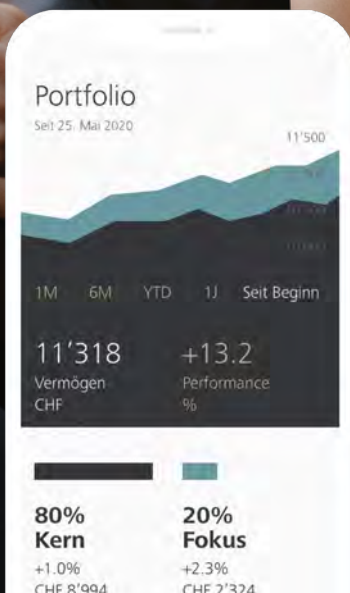 Portfolio
Seit 25. Mai 2020
11'500
1M 6M YTD 1J Seit Beginn
11'318 +13.2
Vermögen Performance
CHF %
80% 20%
Kern Fokus
+1.0% +2.3%
CHF 8'994 CHF 2'324